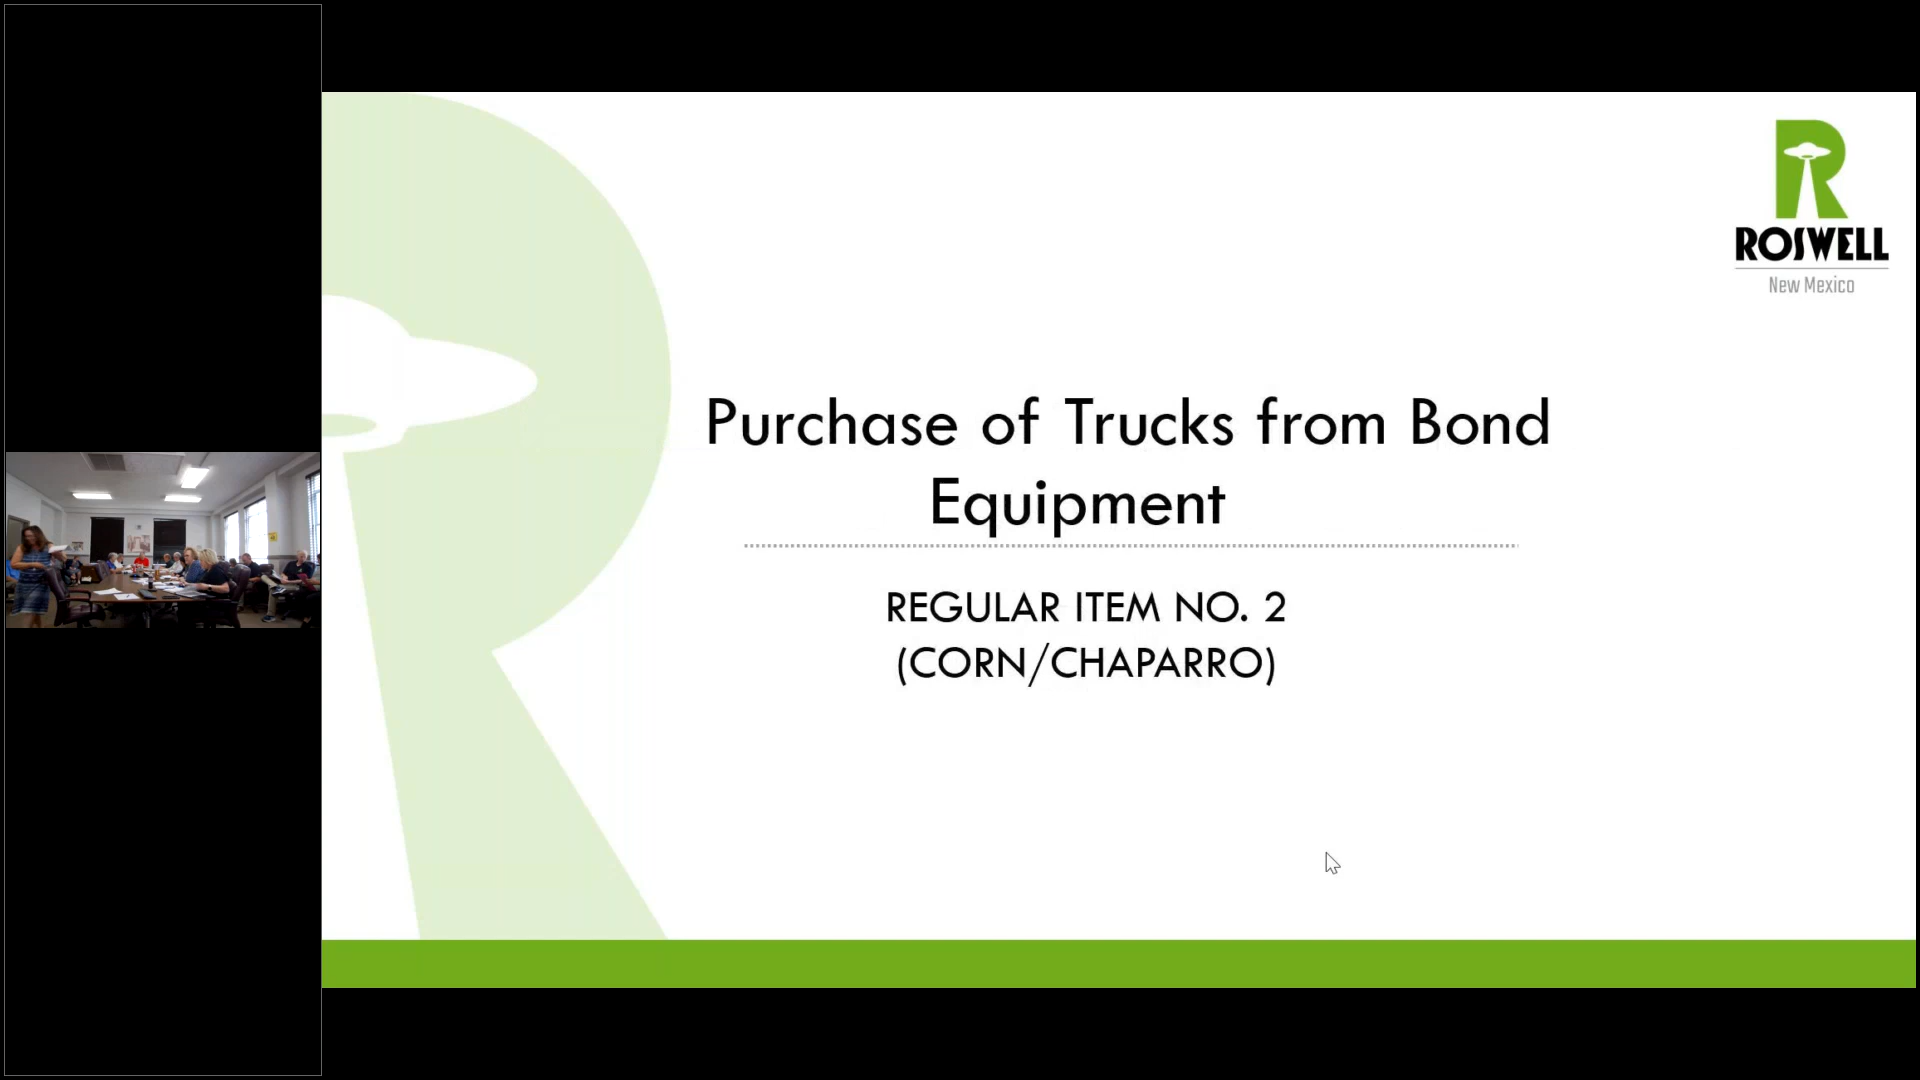 ROSWELL
New Mexico
Purchase of Trucks from Bond
Equipment
REGULAR ITEM NO. 2
(CORN/CHAPARRO)